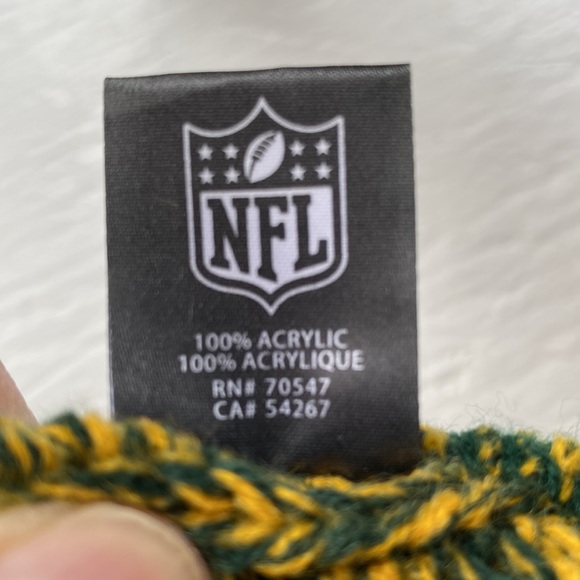 NFL
100% ACRYLIC
100% ACRYLIQUE
RN# 70547
CA# 54267